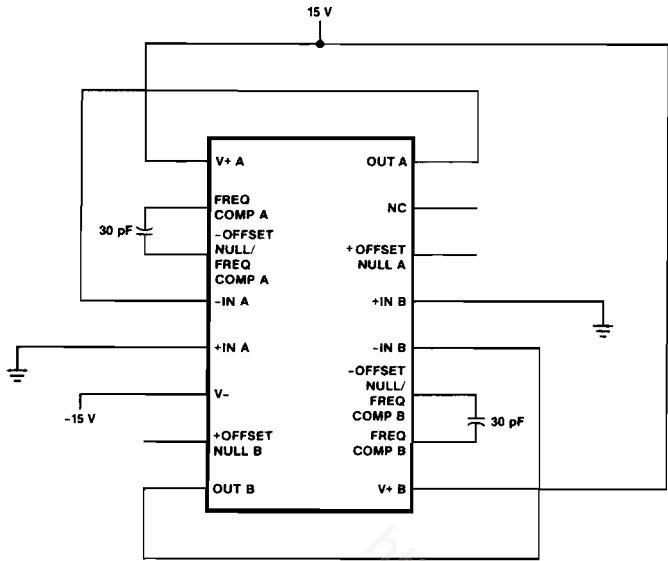 15 V
V+ A
OUT A
FREQ
COMP A
NC
30 pF
-OFFSET
NULL/
FREQ
COMP A
+OFFSET
NULL A
-IN A
+IN B
+IN A
-IN B
V-
-15 V
-OFFSET
NULL/
FREQ
COMP B
30 pF
+OFFSET
NULL B
FREQ
COMP B
OUT B
V+ B